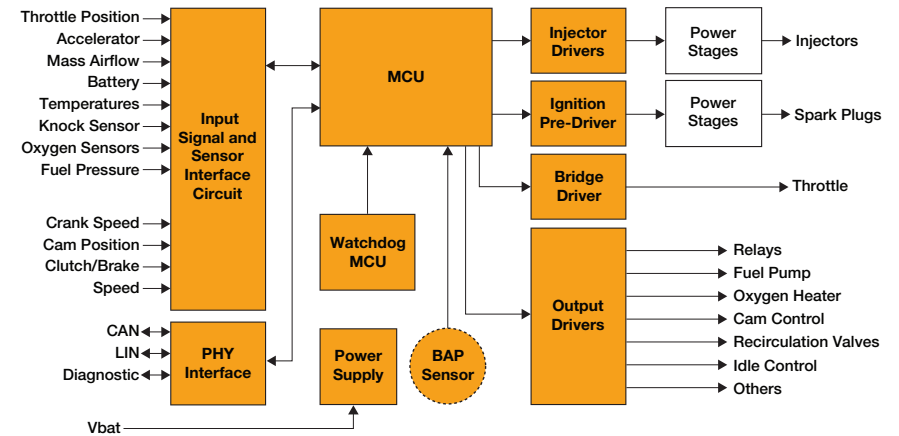 Throttle Position
Accelerator
Mass Airflow
Battery
Temperatures
Knock Sensor
Oxygen Sensors
Fuel Pressure
Crank Speed
Cam Position
Clutch/Brake
Speed
CAN
LIN
Diagnostic
Vbat
Input
Signal and
Sensor
Interface
Circuit
PHY
Interface
MCU
Watchdog
MCU
Power
Supply
BAP
Sensor
Injector
Drivers
Power
Stages
Injectors
Ignition
Pre-Driver
Power
Stages
Spark Plugs
Bridge
Driver
Throttle
Output
Drivers
Relays
Fuel Pump
Oxygen Heater
Cam Control
Recirculation Valves
Idle Control
Others